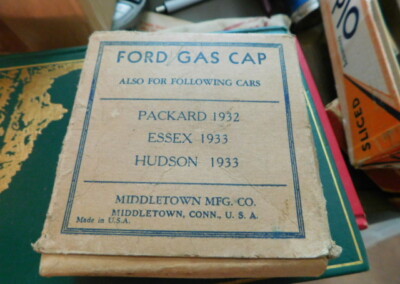 FORD GAS CAP
ALSO FOR FOLLOWING CARS
PACKARD 1932
ESSEX 1933
HUDSON 1933
MIDDLETOWN MFG. CO.
MIDDLETOWN, CONN., U. S. A.
Made in U.S.A.
SLICED